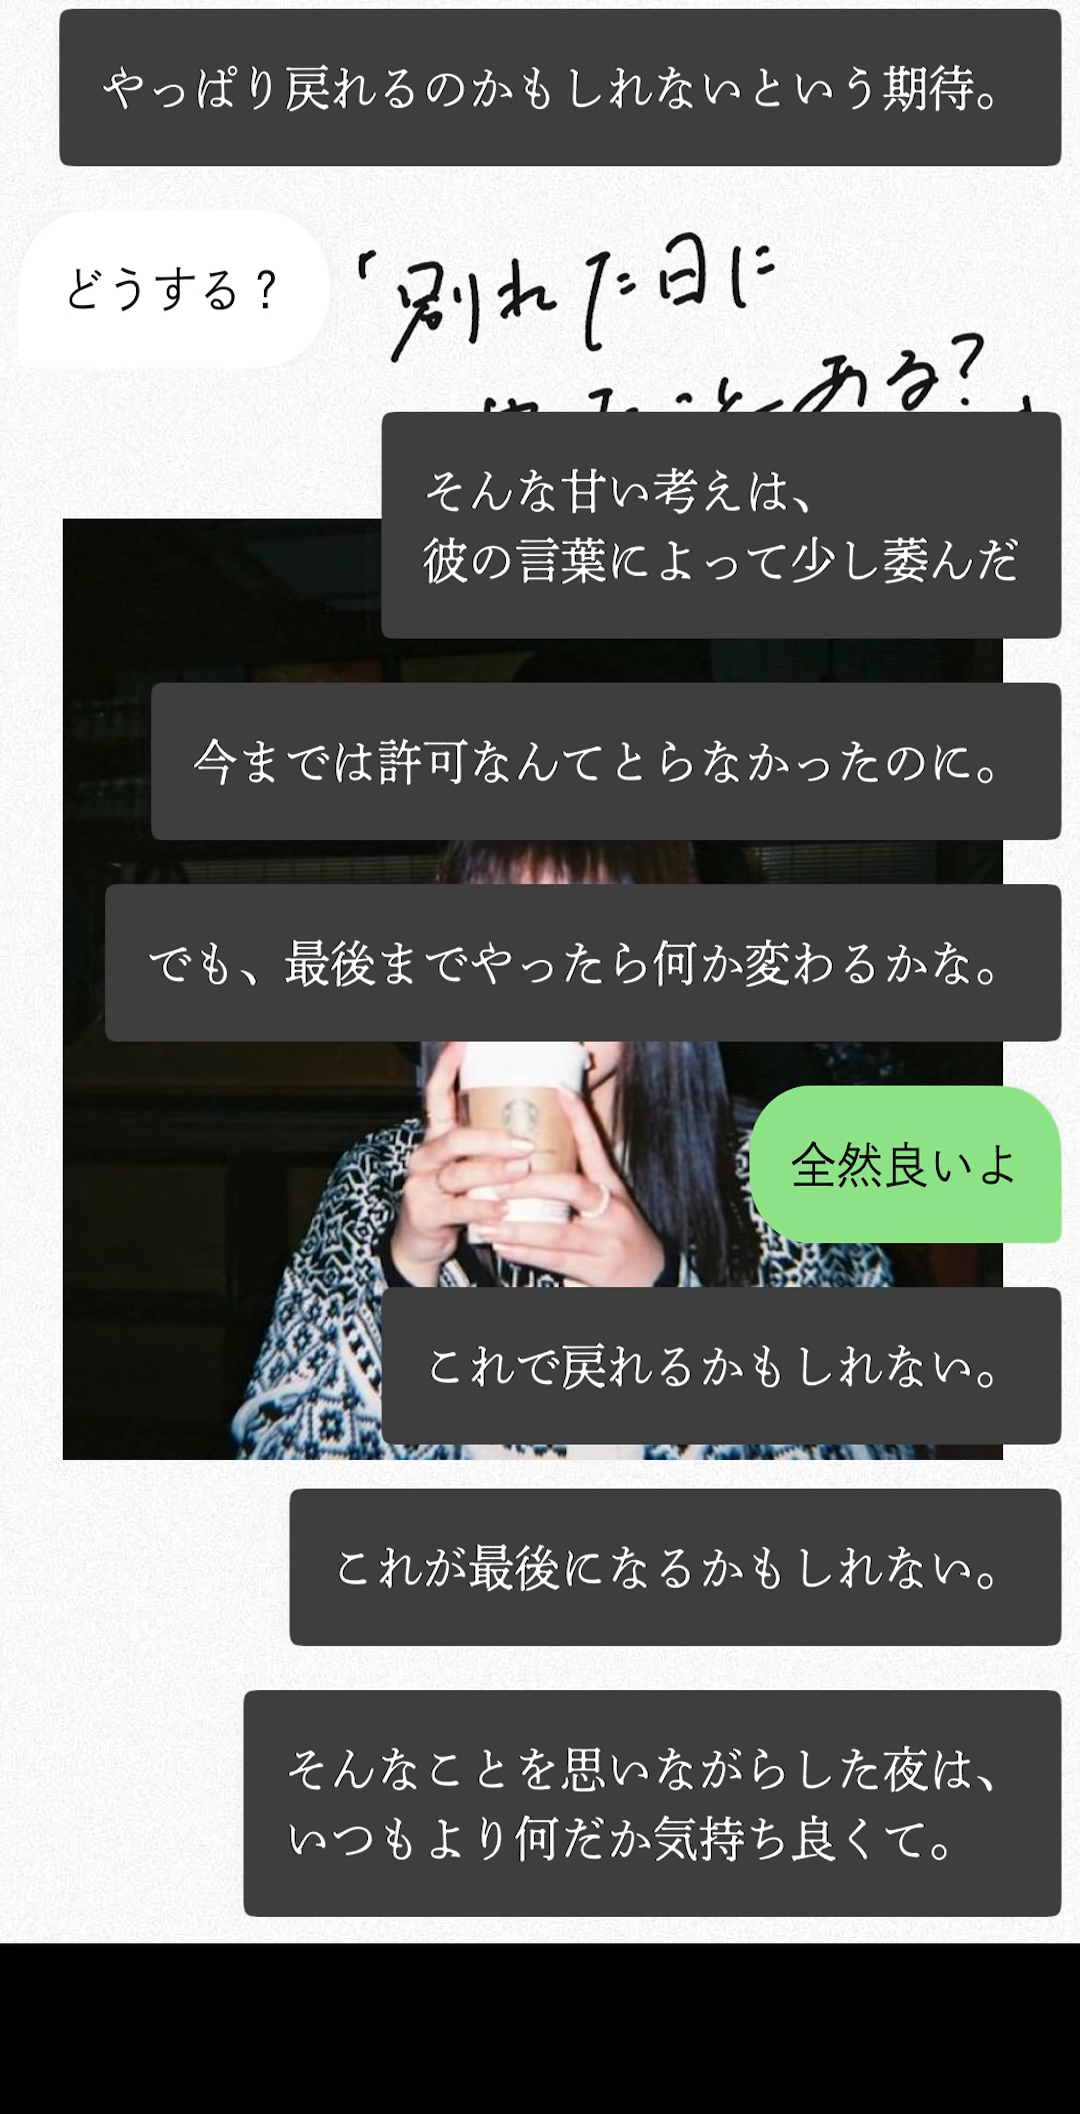 やっぱり戻れるのかもしれないという期待。
どうする？
「別れた日に
ある?
そんな甘い考えは、
彼の言葉によって少し萎んだ
今までは許可なんてとらなかったのに。
でも、最後までやったら何か変わるかな。
全然良いよ
これで戻れるかもしれない。
これが最後になるかもしれない。
そんなことを思いながらした夜は、
いつもより何だか気持ち良くて。